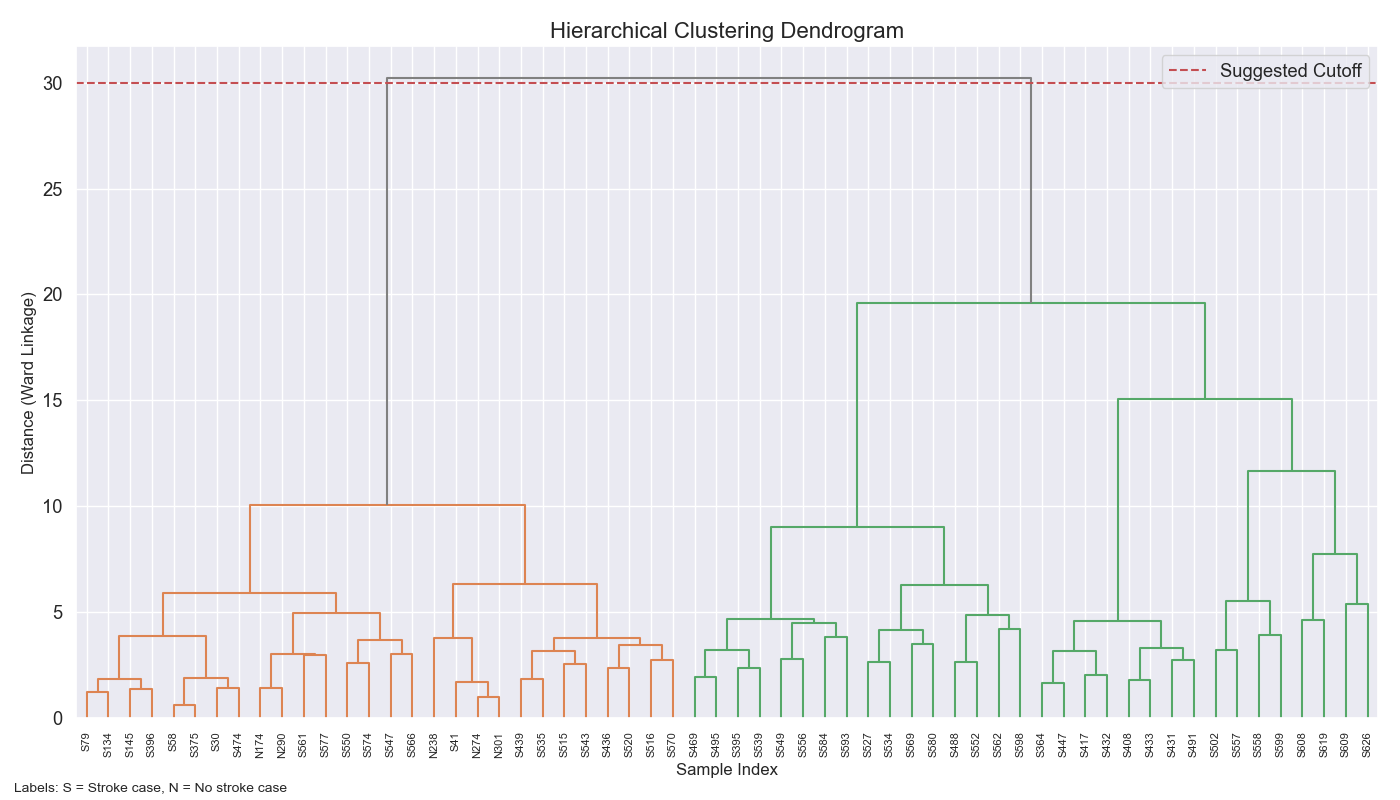 Hierarchical Clustering Dendrogram
Suggested Cutoff
30
25
20
15
10
5
0
Distance (Ward Linkage)
S79 S134 S145 S396 S58 S375 S30 S474 N174 N290 S561 S577 S550 S574 S547 S566 N238 S41 N274 N301 S439 S535 S515 S543 S436 S520 S516 S570 S469 S495 S395 S539 S549 S556 S584 S593 S527 S534 S569 S580 S488 S552 S562 S598 S364 S447 S417 S432 S408 S433 S431 S491 S502 S557 S558 S599 S608 S619 S609 S626
Sample Index
Labels: S = Stroke case, N = No stroke case